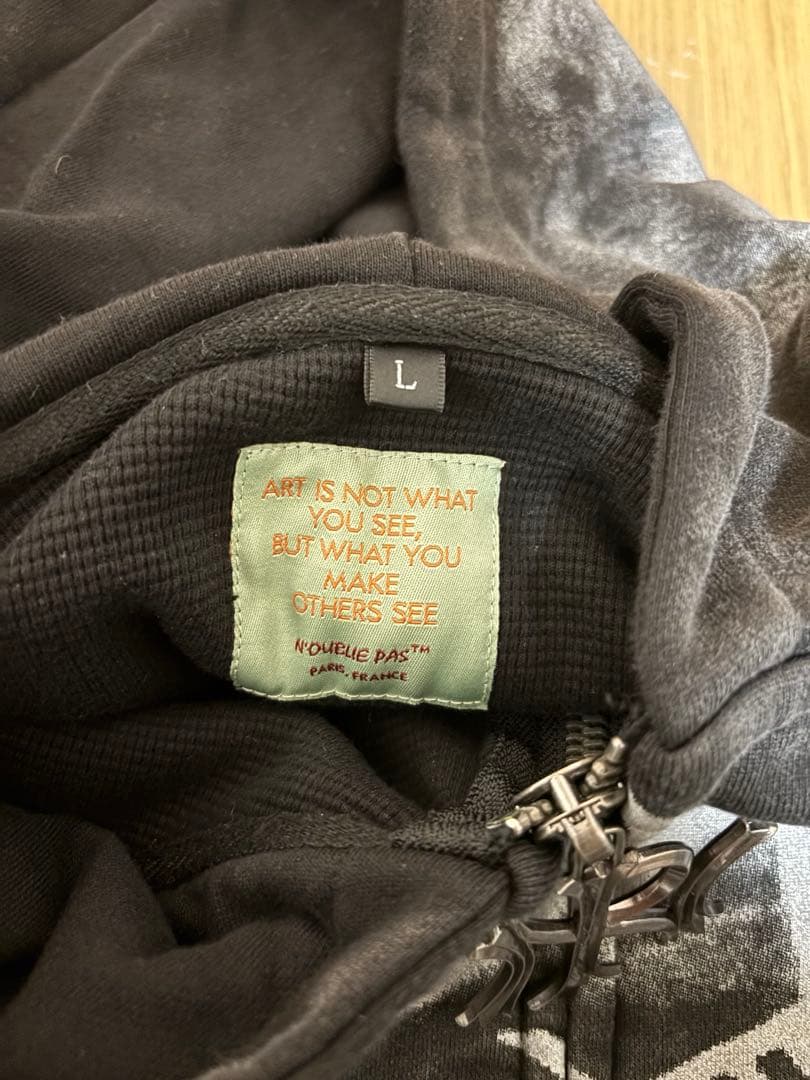 L
ART IS NOT WHAT
YOU SEE,
BUT WHAT YOU
MAKE
OTHERS SEE
N'OUBLIE PAS™
PARIS, FRANCE